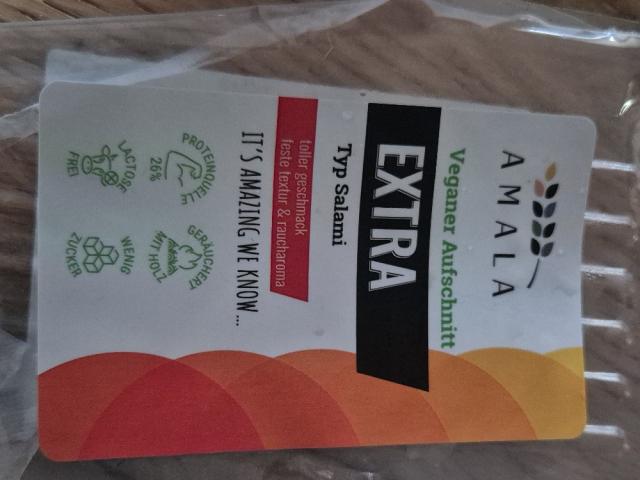 AMALA
Veganer Aufschnitt
EXTRA
Typ Salami
toller geschmack
feste textur & raucharoma
IT'S AMAZING WE KNOW...
PROTEINQUELLE
26%
GERÄUCHERT
MIT HOLZ
LACTOSE
FREI
WENIG
ZUCKER